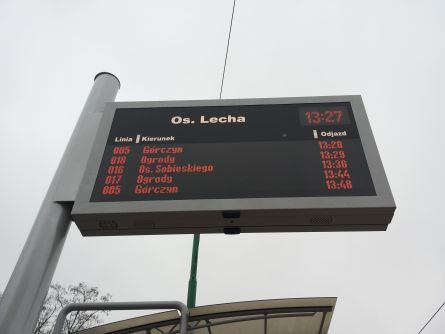 Os. Lecha 13:27
Linia Kierunek Odjazd
005 Górczyn 13:28
018 Ogrody 13:29
016 Os. Sobieskiego 13:36
017 Ogrody 13:44
005 Górczyn 13:48